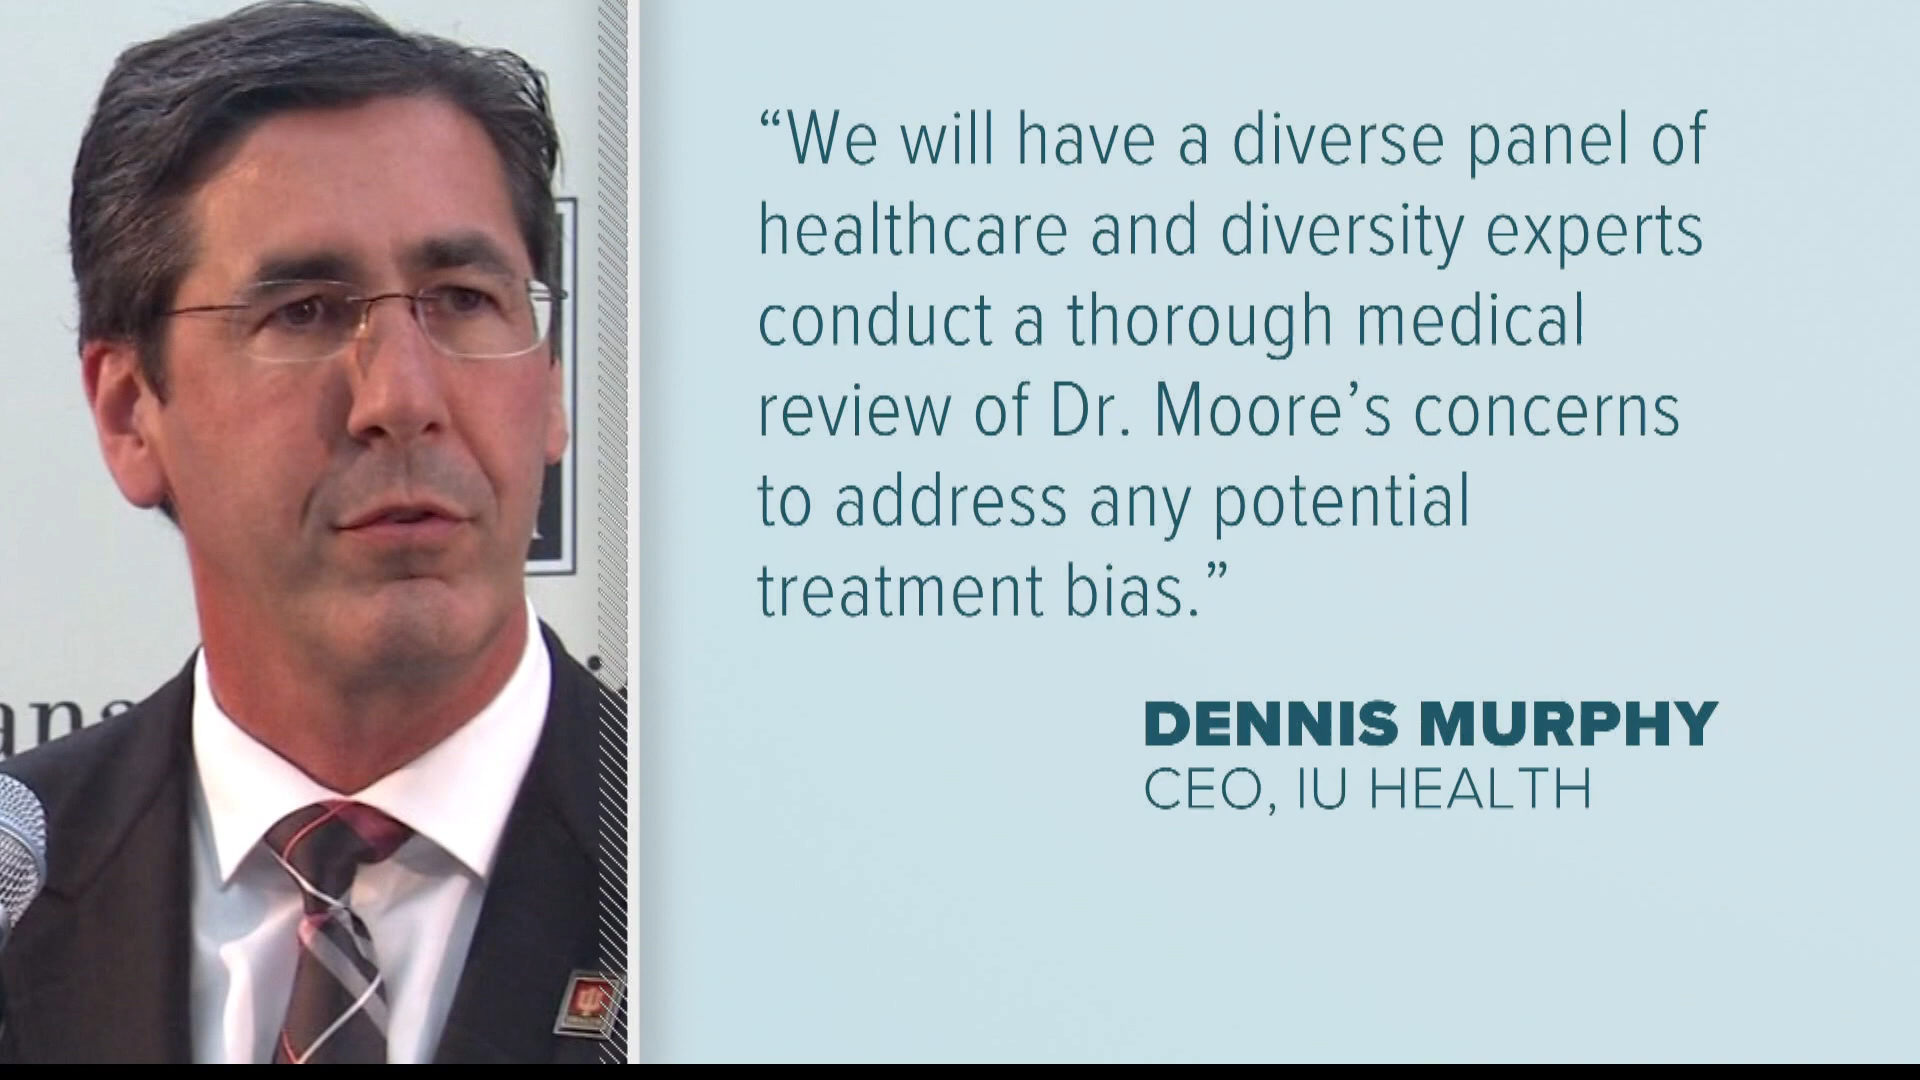 “We will have a diverse panel of
healthcare and diversity experts
conduct a thorough medical
review of Dr. Moore’s concerns
to address any potential
treatment bias.”
DENNIS MURPHY
CEO, IU HEALTH